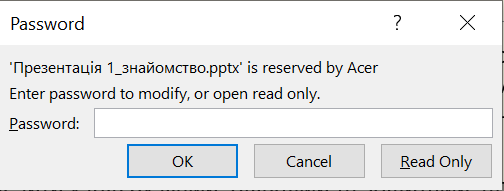 Password
?
'Презентація 1_знайомство.pptx' is reserved by Acer
Enter password to modify, or open read only.
Password:
OK Cancel Read Only